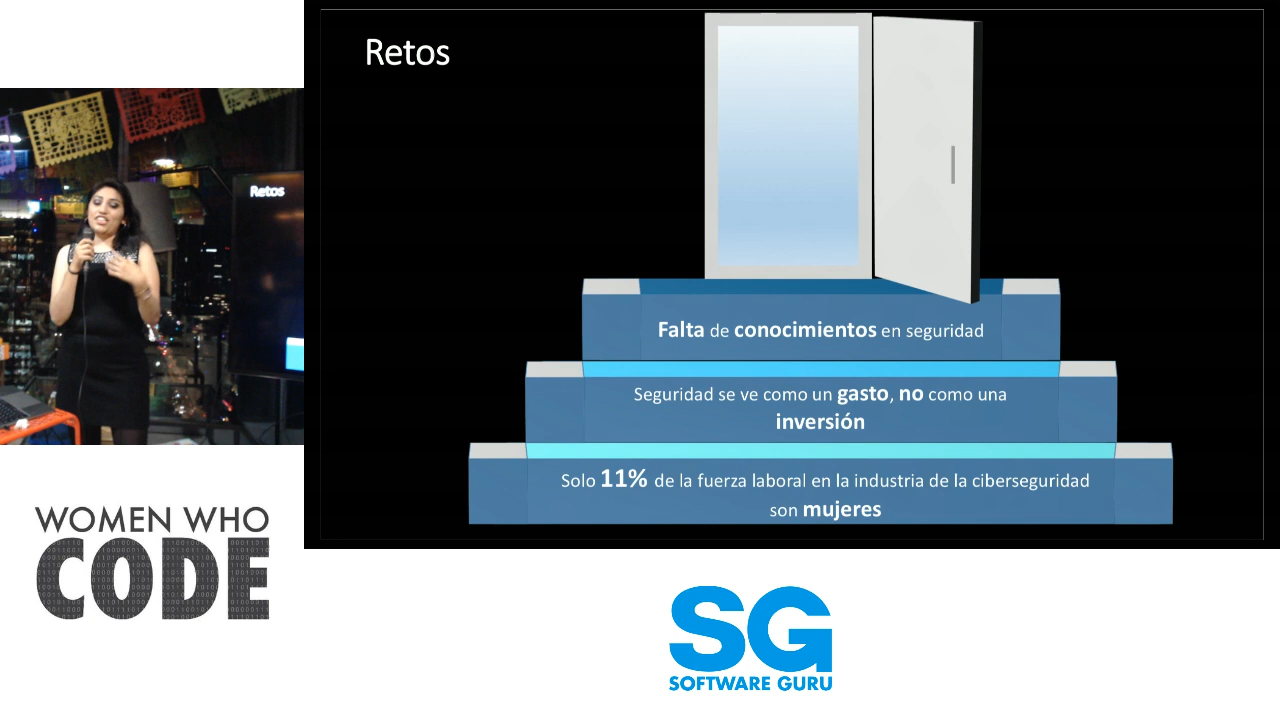 Retos
Retos
Falta de conocimientos en seguridad
Seguridad se ve como un gasto, no como una
inversión
Solo 11% de la fuerza laboral en la industria de la ciberseguridad
son mujeres
WOMEN WHO
CODE
SG
SOFTWARE GURU